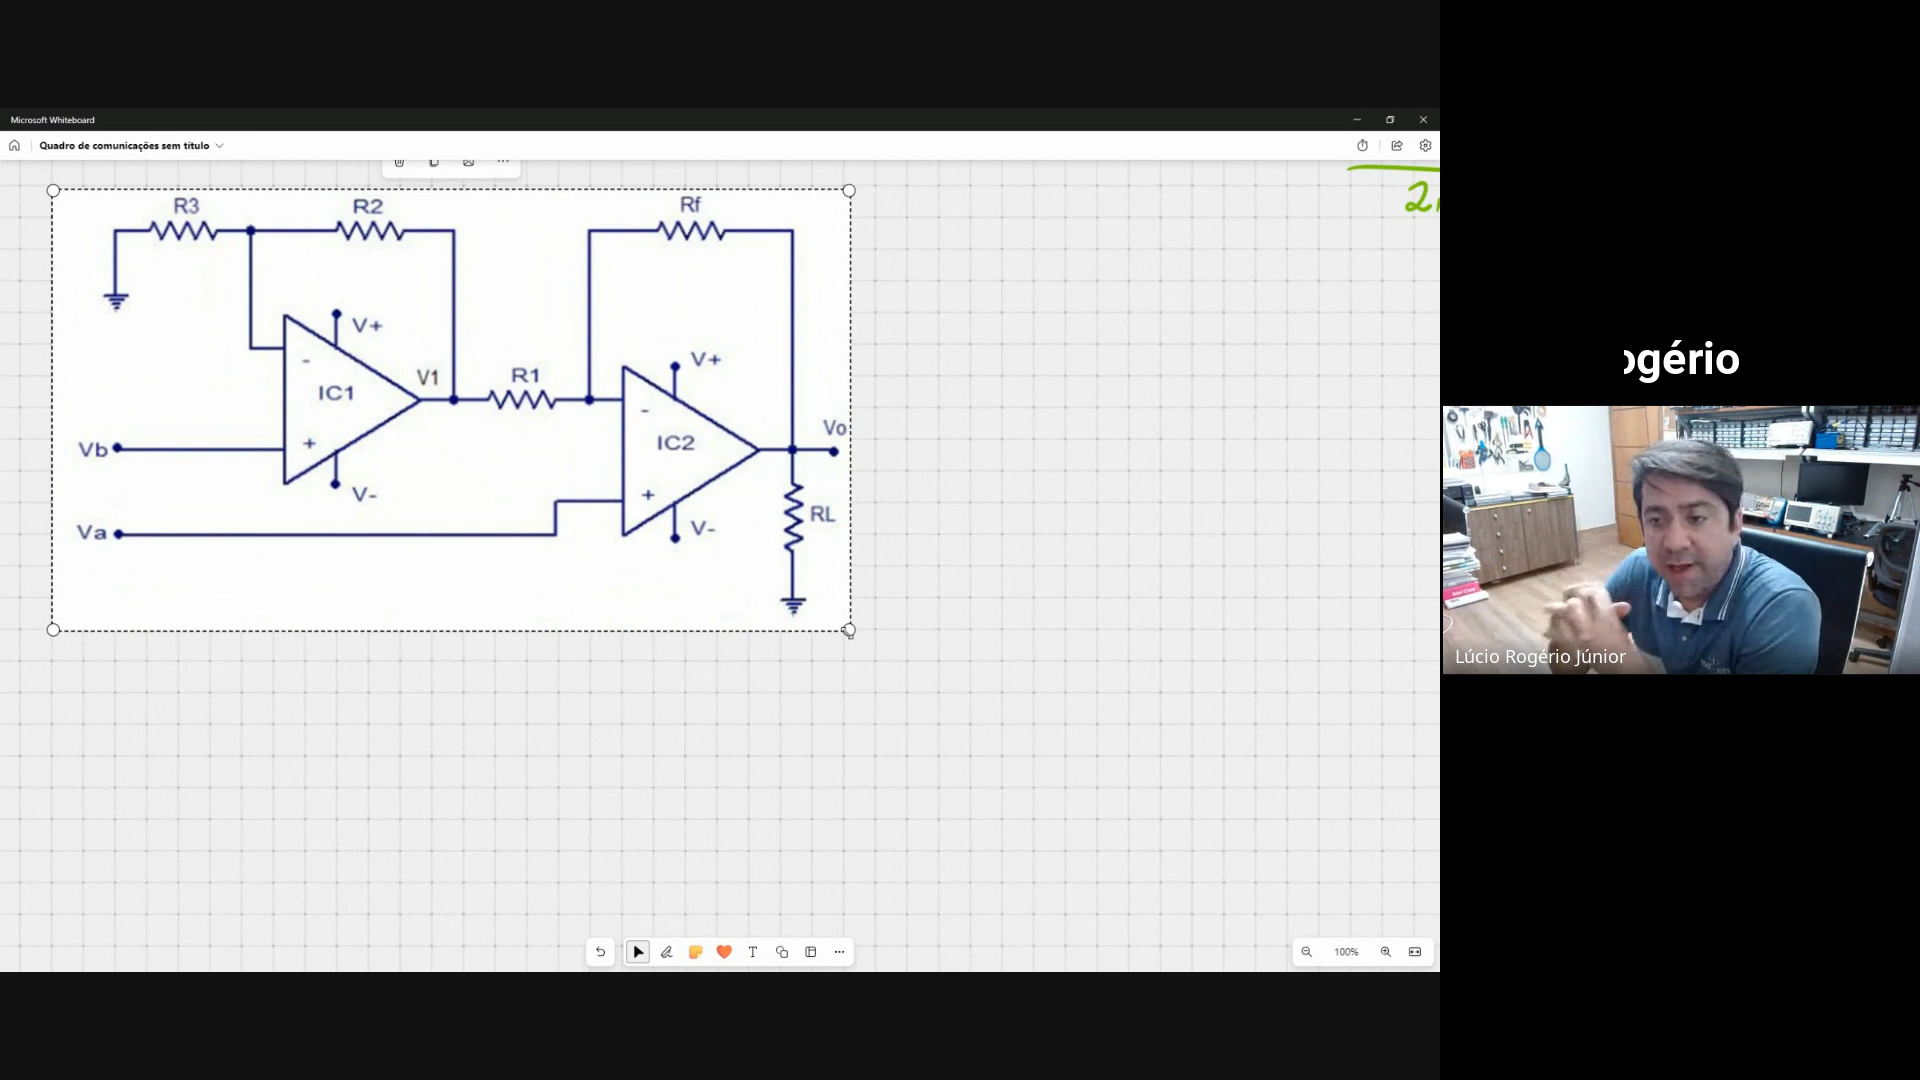 Microsoft Whiteboard
Quadro de comunicações sem título
R3
R2
Rf
V+
IC1
-
+
V1
R1
V-
Vb
Va
V+
-
IC2
+
V-
Vo
RL
2
100%
ogério
Lúcio Rogério Júnior